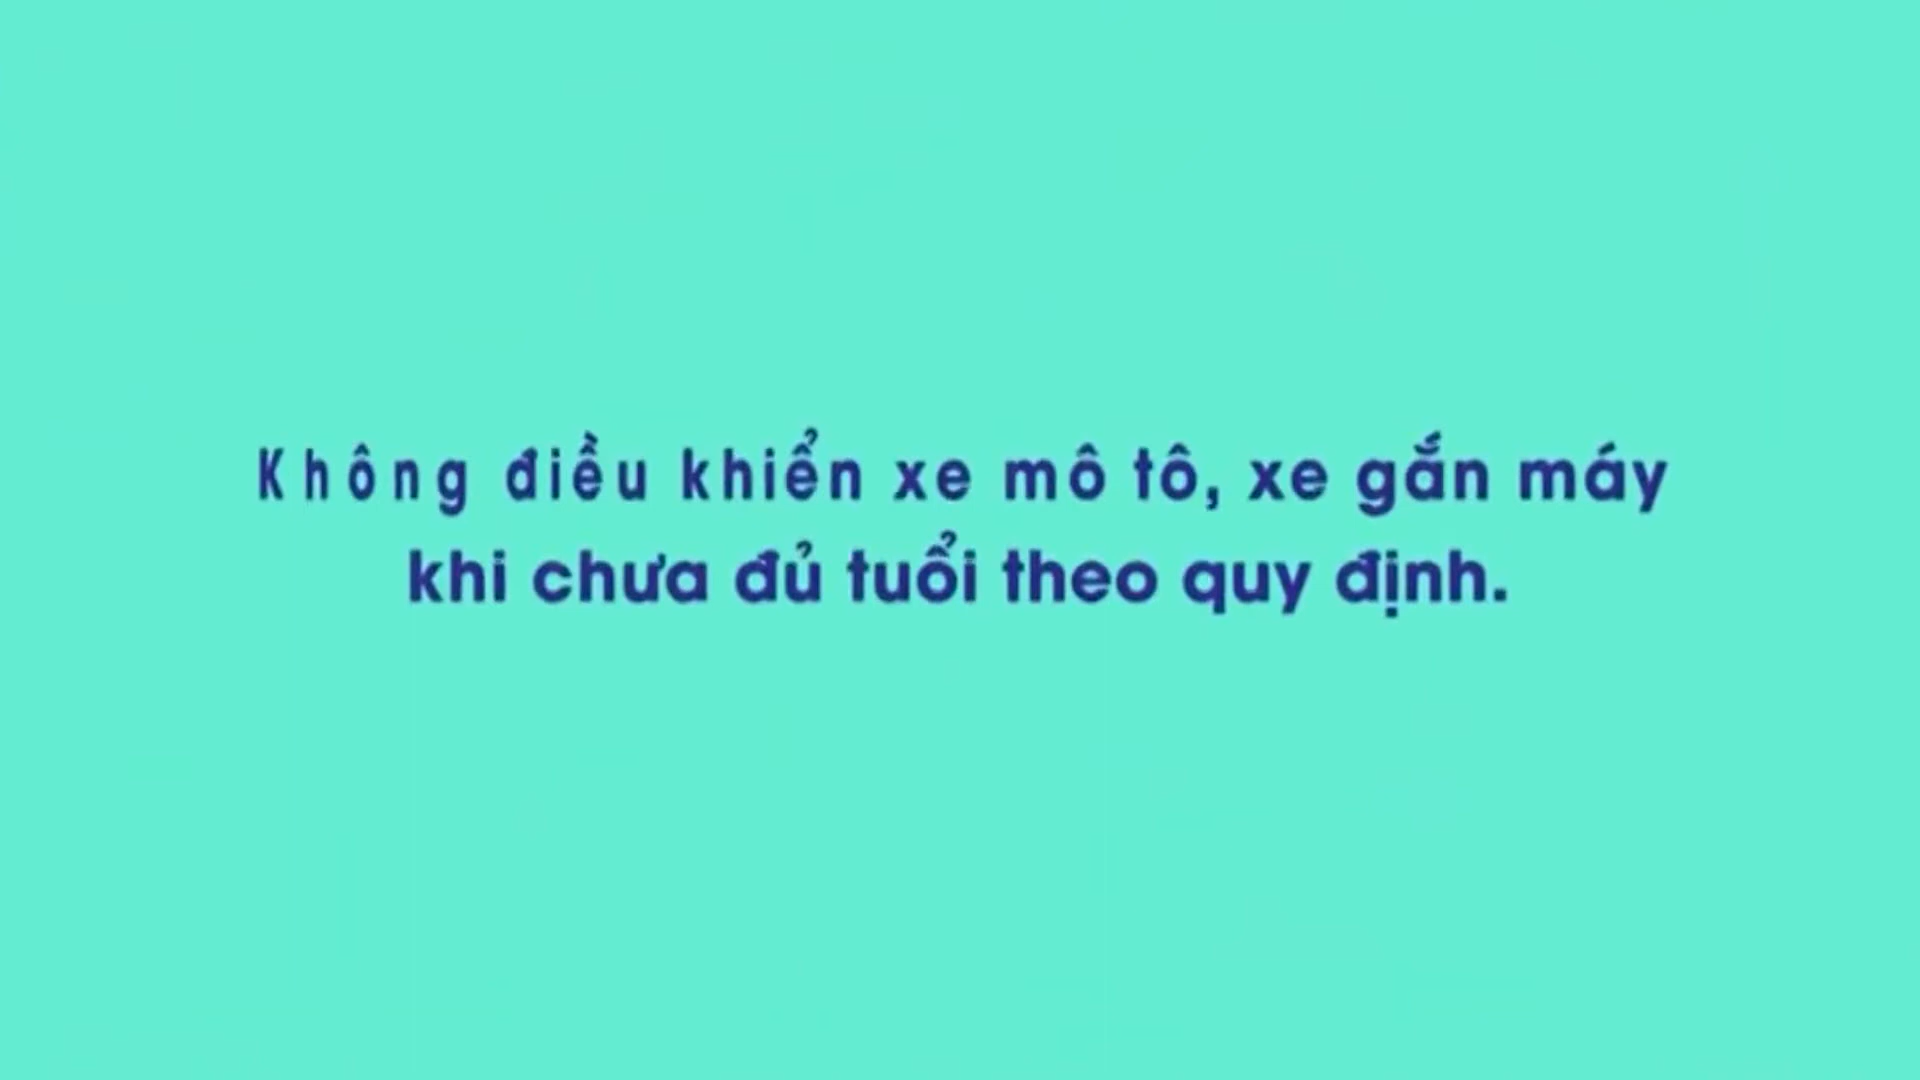 Không điều khiển xe mô tô, xe gắn máy
khi chưa đủ tuổi theo quy định.